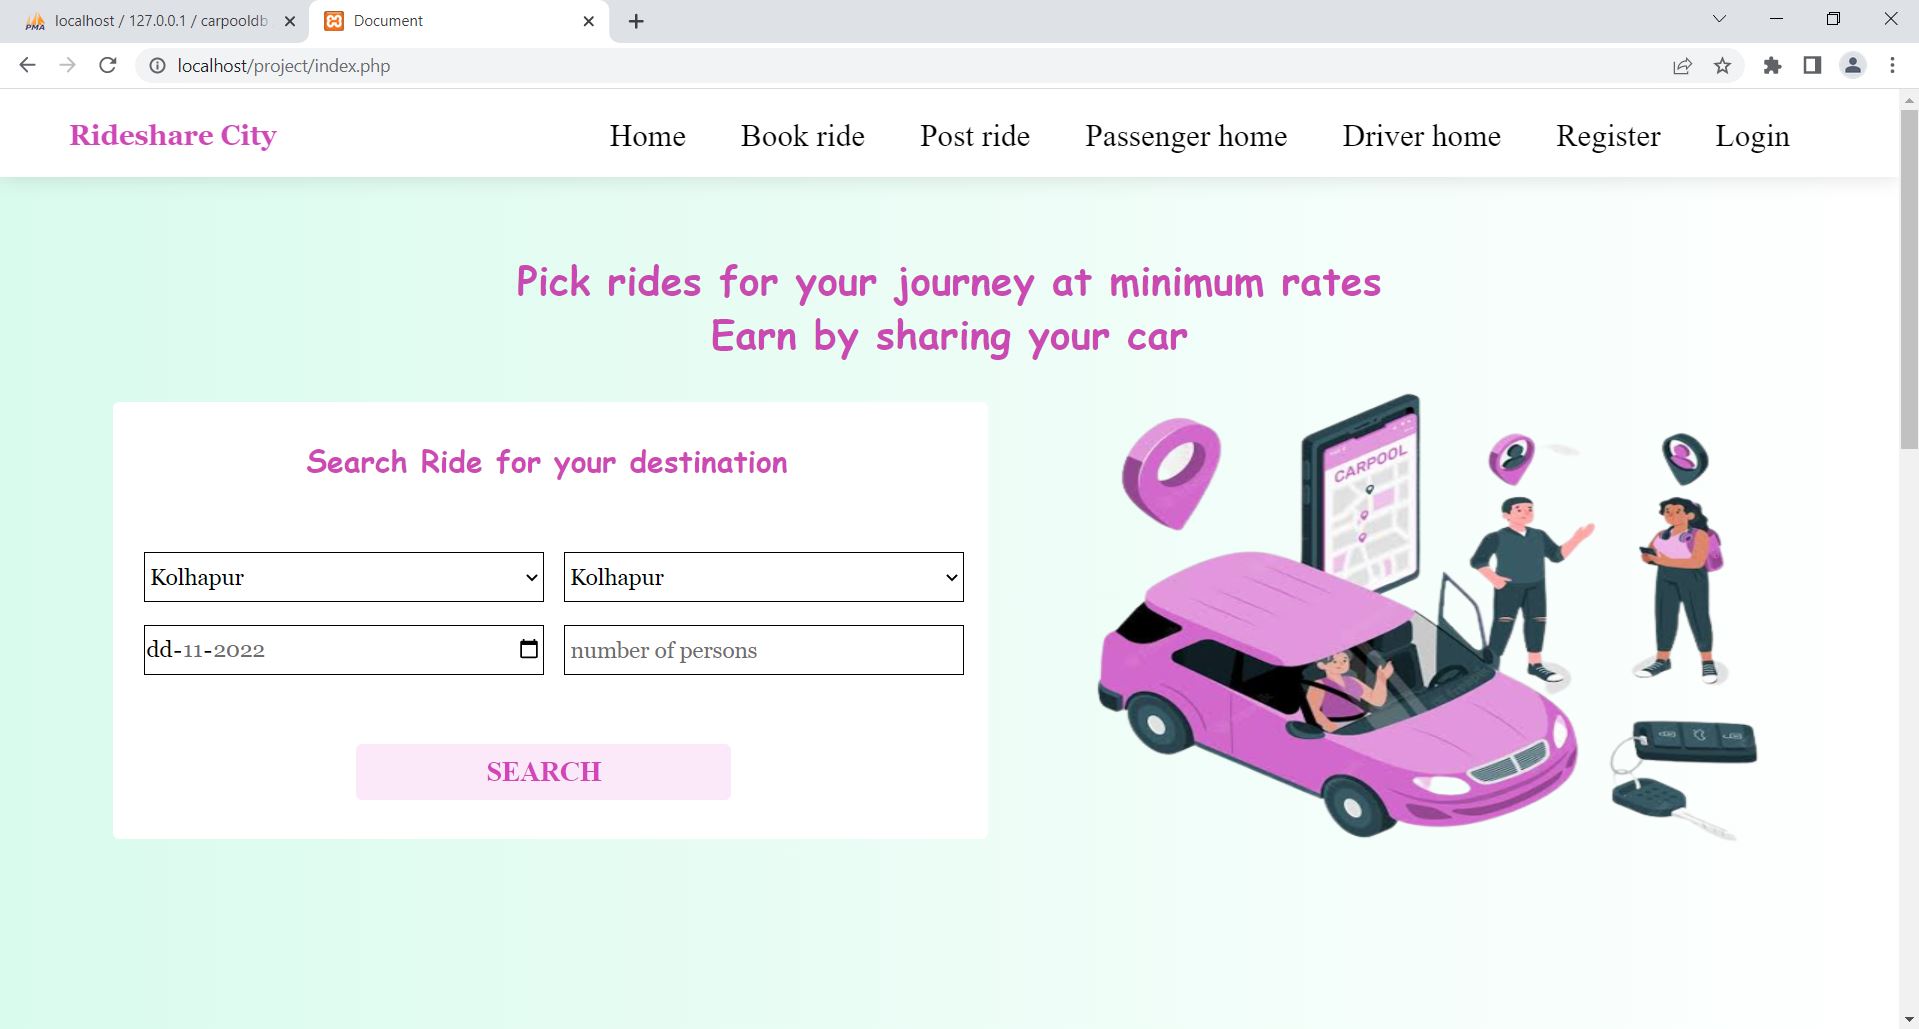 localhost / 127.0.0.1 / carpooldb
Document
localhost/project/index.php
Rideshare City
Home
Book ride
Post ride
Passenger home
Driver home
Register
Login
Pick rides for your journey at minimum rates
Earn by sharing your car
Search Ride for your destination
Kolhapur
Kolhapur
dd-11-2022
number of persons
SEARCH
CARPOOL